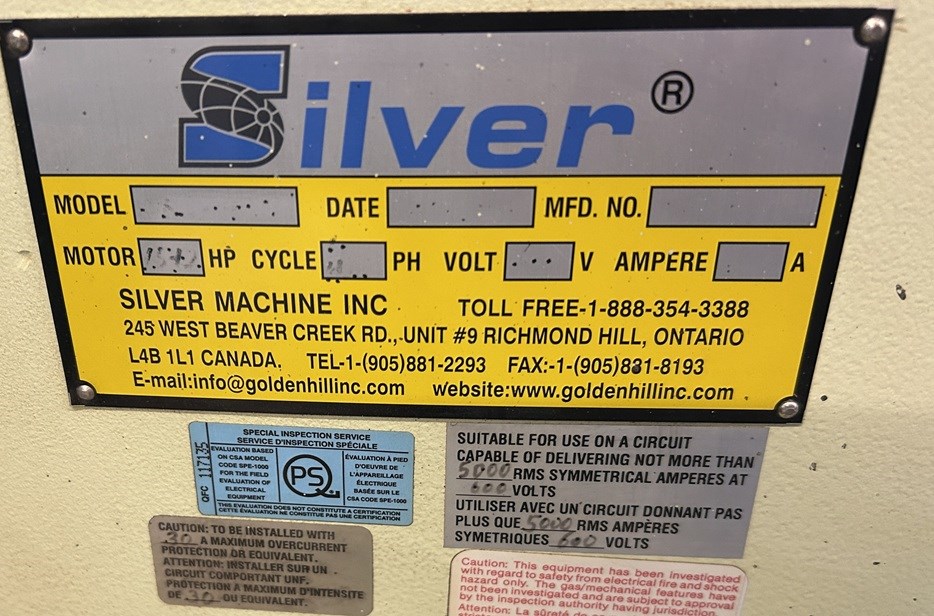 Silver ®
MODEL DATE MFD. NO.
MOTOR HP CYCLE PH VOLT V AMPERE A
SILVER MACHINE INC TOLL FREE-1-888-354-3388
245 WEST BEAVER CREEK RD., UNIT #9 RICHMOND HILL, ONTARIO
L4B 1L1 CANADA. TEL-1-(905)881-2293 FAX:-1-(905)881-8193
E-mail:info@goldenhillinc.com website:www.goldenhillinc.com
SPECIAL INSPECTION SERVICE
SERVICE D'INSPECTION SPÉCIALE
QFC 117135
EVALUATION BASED
ON CSA MODEL
CODE SPE-1000
FOR THE FIELD
EVALUATION OF
ELECTRICAL
EQUIPMENT
PS
ÉVALUATION À PIED
D'OEUVRE DE
L'APPAREILLAGE
ÉLECTRIQUE
BASÉE SUR LE
CSA CODE SPE-1000
THIS EVALUATION DOES NOT CONSTITUTE A CERTIFICATION
CETTE ÉVALUATION NE CONSTITUE PAS UNE CERTIFICATION
SUITABLE FOR USE ON A CIRCUIT
CAPABLE OF DELIVERING NOT MORE THAN
5000 RMS SYMMETRICAL AMPERES AT
600 VOLTS
UTILISER AVEC UN CIRCUIT DONNANT PAS
PLUS QUE 5000 RMS AMPÈRES
SYMETRIQUES 600 VOLTS
CAUTION: TO BE INSTALLED WITH
30 A MAXIMUM OVERCURRENT
PROTECTION OR EQUIVALENT.
ATTENTION: INSTALLER SUR UN
CIRCUIT COMPORTANT UNE
PROTECTION A MAXIMUM D'INTENSITE
DE 30 OU EQUIVALENT.
Caution: This equipment has been investigated
with regard to safety from electrical fire and shock
hazard only. The gas/mechanical features have
not been investigated and are subject to approval
by the inspection authority having jurisdiction.
Attention: La sûreté de